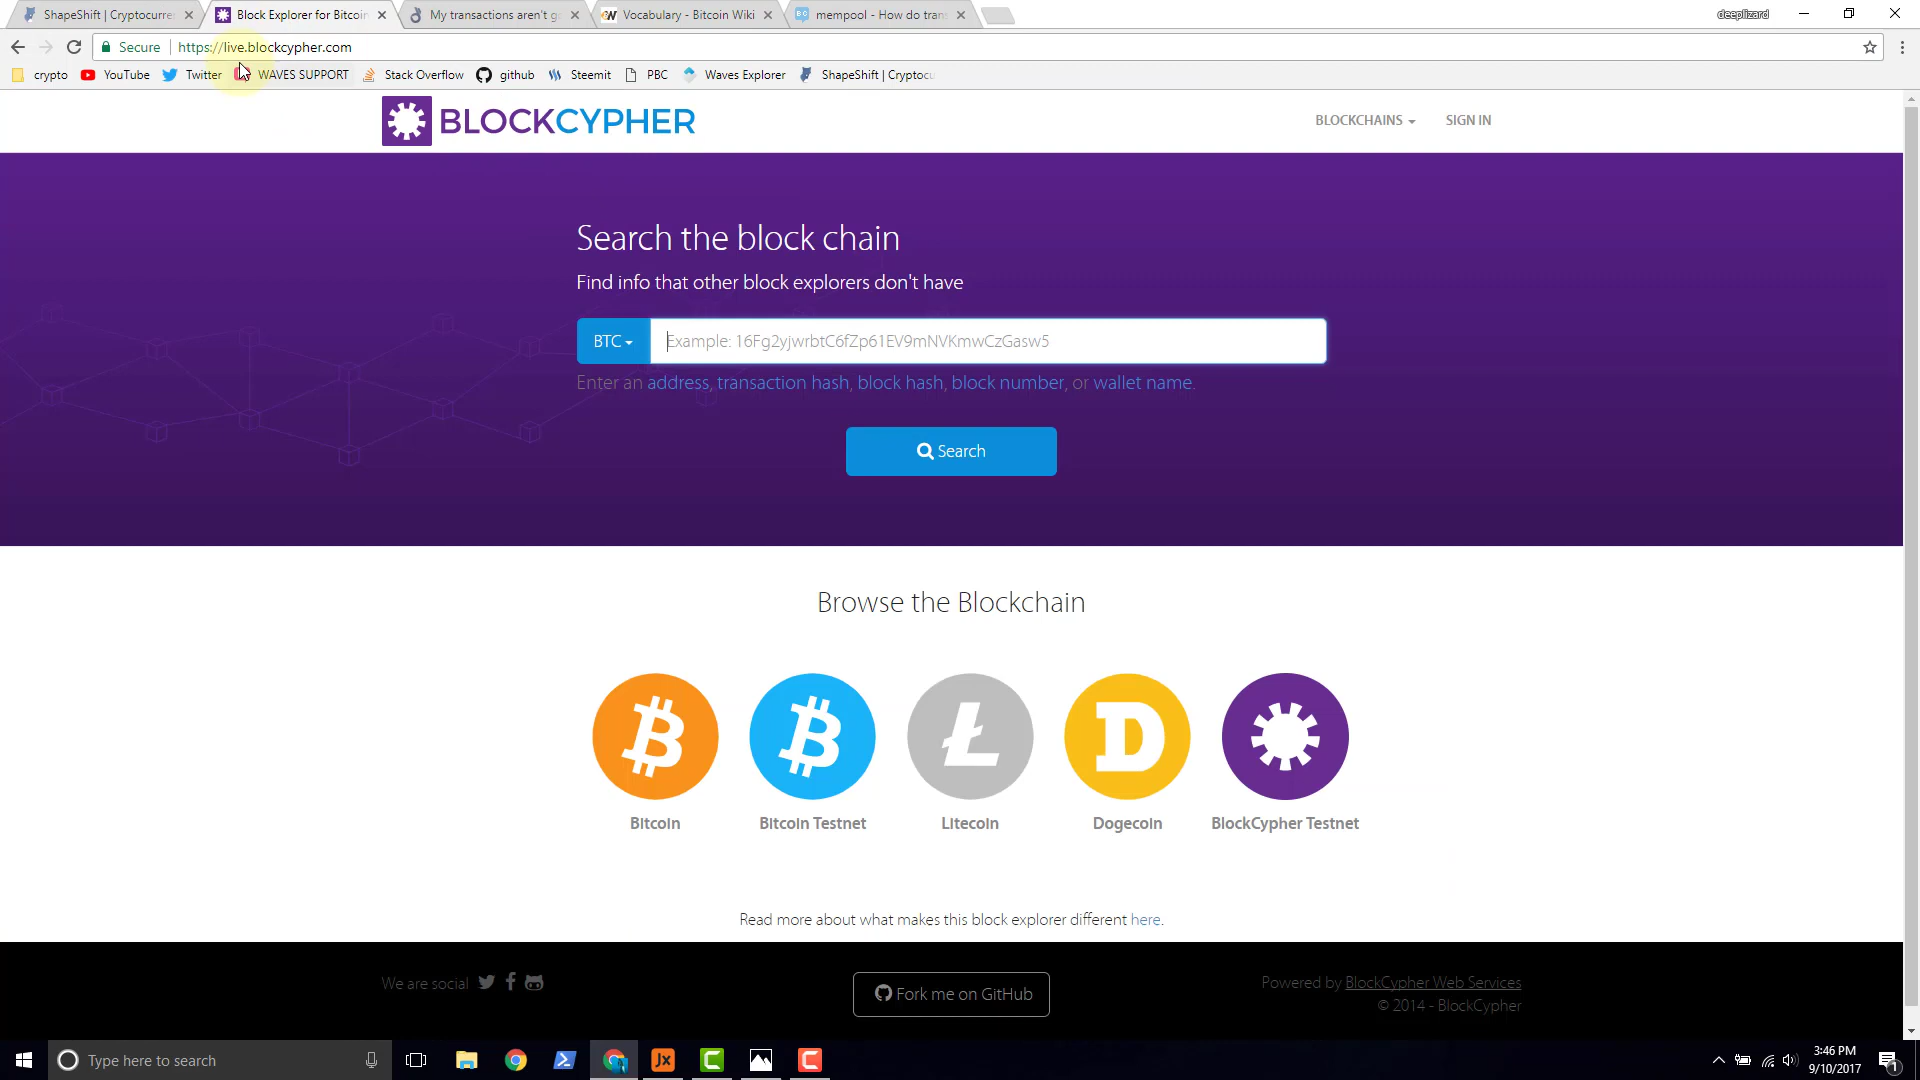 ShapeShift | Cryptocurre
Block Explorer for Bitcoin
My transactions aren't g
Vocabulary - Bitcoin Wiki
mempool - How do tran
deeplizard
Secure
https://live.blockcypher.com
crypto
YouTube
Twitter
WAVES SUPPORT
Stack Overflow
github
Steemit
PBC
Waves Explorer
ShapeShift | Cryptocu
BLOCKCYPHER
BLOCKCHAINS
SIGN IN
Search the block chain
Find info that other block explorers don't have
BTC
Example: 16Fg2yjwrbtC6fZp61EV9mNVKmwCzGasw5
Enter an address, transaction hash, block hash, block number, or wallet name.
Search
Browse the Blockchain
Bitcoin
Bitcoin Testnet
Litecoin
Dogecoin
BlockCypher Testnet
Read more about what makes this block explorer different here.
We are social
Fork me on GitHub
Powered by BlockCypher Web Services
© 2014 - BlockCypher
Type here to search
3:46 PM
9/10/2017